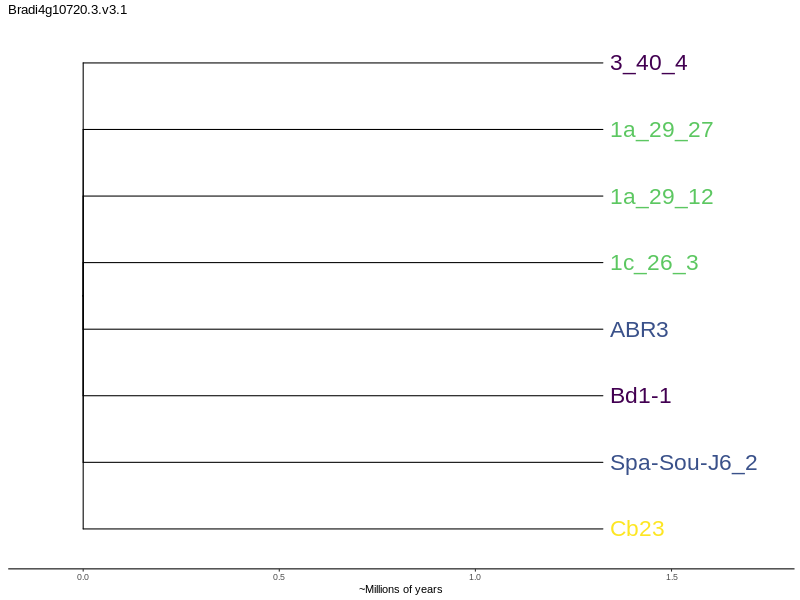 Bradi4g10720.3.v3.1
3_40_4
1a_29_27
1a_29_12
1c_26_3
ABR3
Bd1-1
Spa-Sou-J6_2
Cb23
0.0 0.5 1.0 1.5
~Millions of years